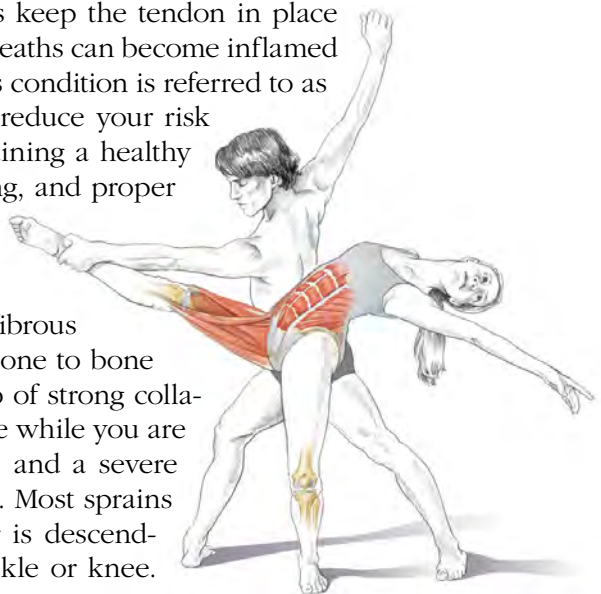 s keep the tendon in place
eaths can become inflamed
s condition is referred to as
reduce your risk
ining a healthy
ng, and proper
ibrous
one to bone
o of strong colla-
e while you are
and a severe
. Most sprains
r is descend-
kle or knee.